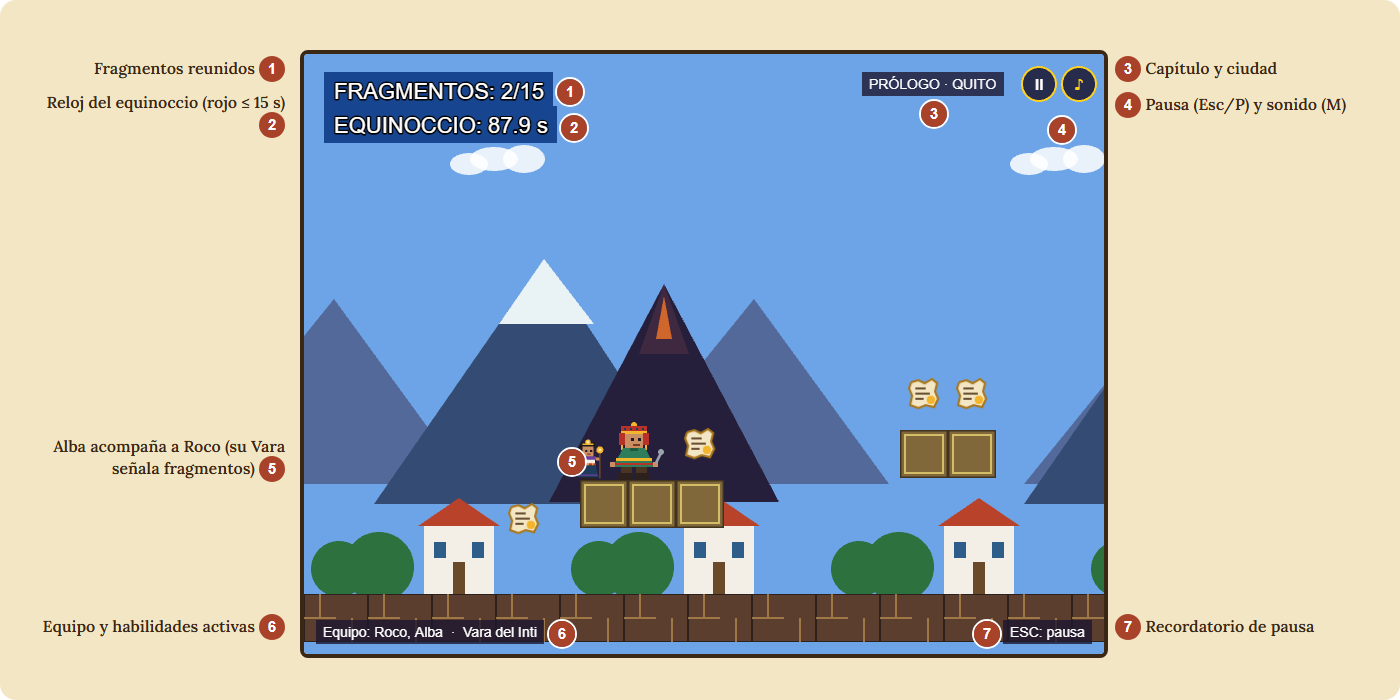 Fragmentos reunidos 1
Reloj del equinoccio (rojo ≤ 15 s)
2
FRAGMENTOS: 2/15 1
EQUINOCCIO: 87.9 s 2
PRÓLOGO · QUITO
3
4
3 Capítulo y ciudad
4 Pausa (Esc/P) y sonido (M)
Alba acompaña a Roco (su Vara
señala fragmentos) 5
5
Equipo y habilidades activas 6
Equipo: Roco, Alba · Vara del Inti 6
7 ESC: pausa
7 Recordatorio de pausa